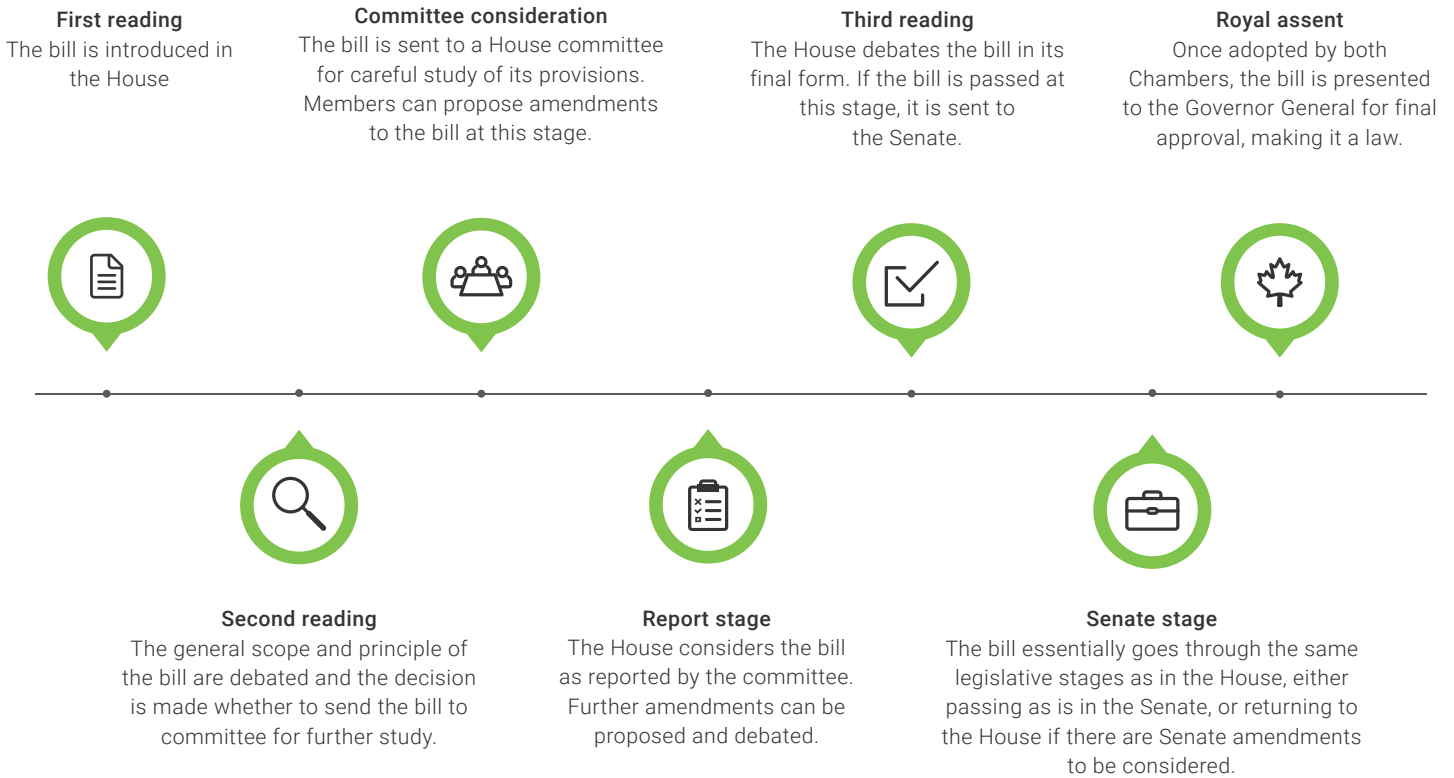 First reading
The bill is introduced in
the House
Committee consideration
The bill is sent to a House committee
for careful study of its provisions.
Members can propose amendments
to the bill at this stage.
Third reading
The House debates the bill in its
final form. If the bill is passed at
this stage, it is sent to
the Senate.
Royal assent
Once adopted by both
Chambers, the bill is presented
to the Governor General for final
approval, making it a law.
Second reading
The general scope and principle of
the bill are debated and the decision
is made whether to send the bill to
committee for further study.
Report stage
The House considers the bill
as reported by the committee.
Further amendments can be
proposed and debated.
Senate stage
The bill essentially goes through the same
legislative stages as in the House, either
passing as is in the Senate, or returning to
the House if there are Senate amendments
to be considered.